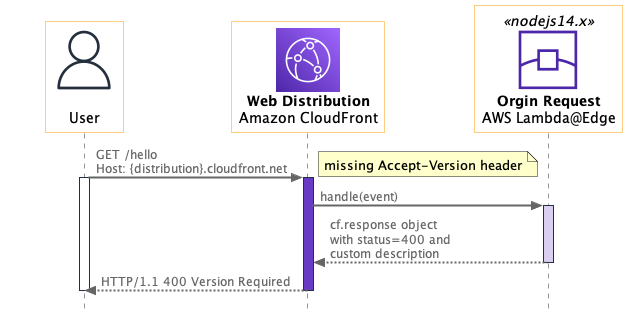 «nodejs14.x»
User
Web Distribution
Amazon CloudFront
Orgin Request
AWS Lambda@Edge
GET /hello
Host: {distribution}.cloudfront.net
missing Accept-Version header
handle(event)
cf.response object
with status=400 and
custom description
HTTP/1.1 400 Version Required